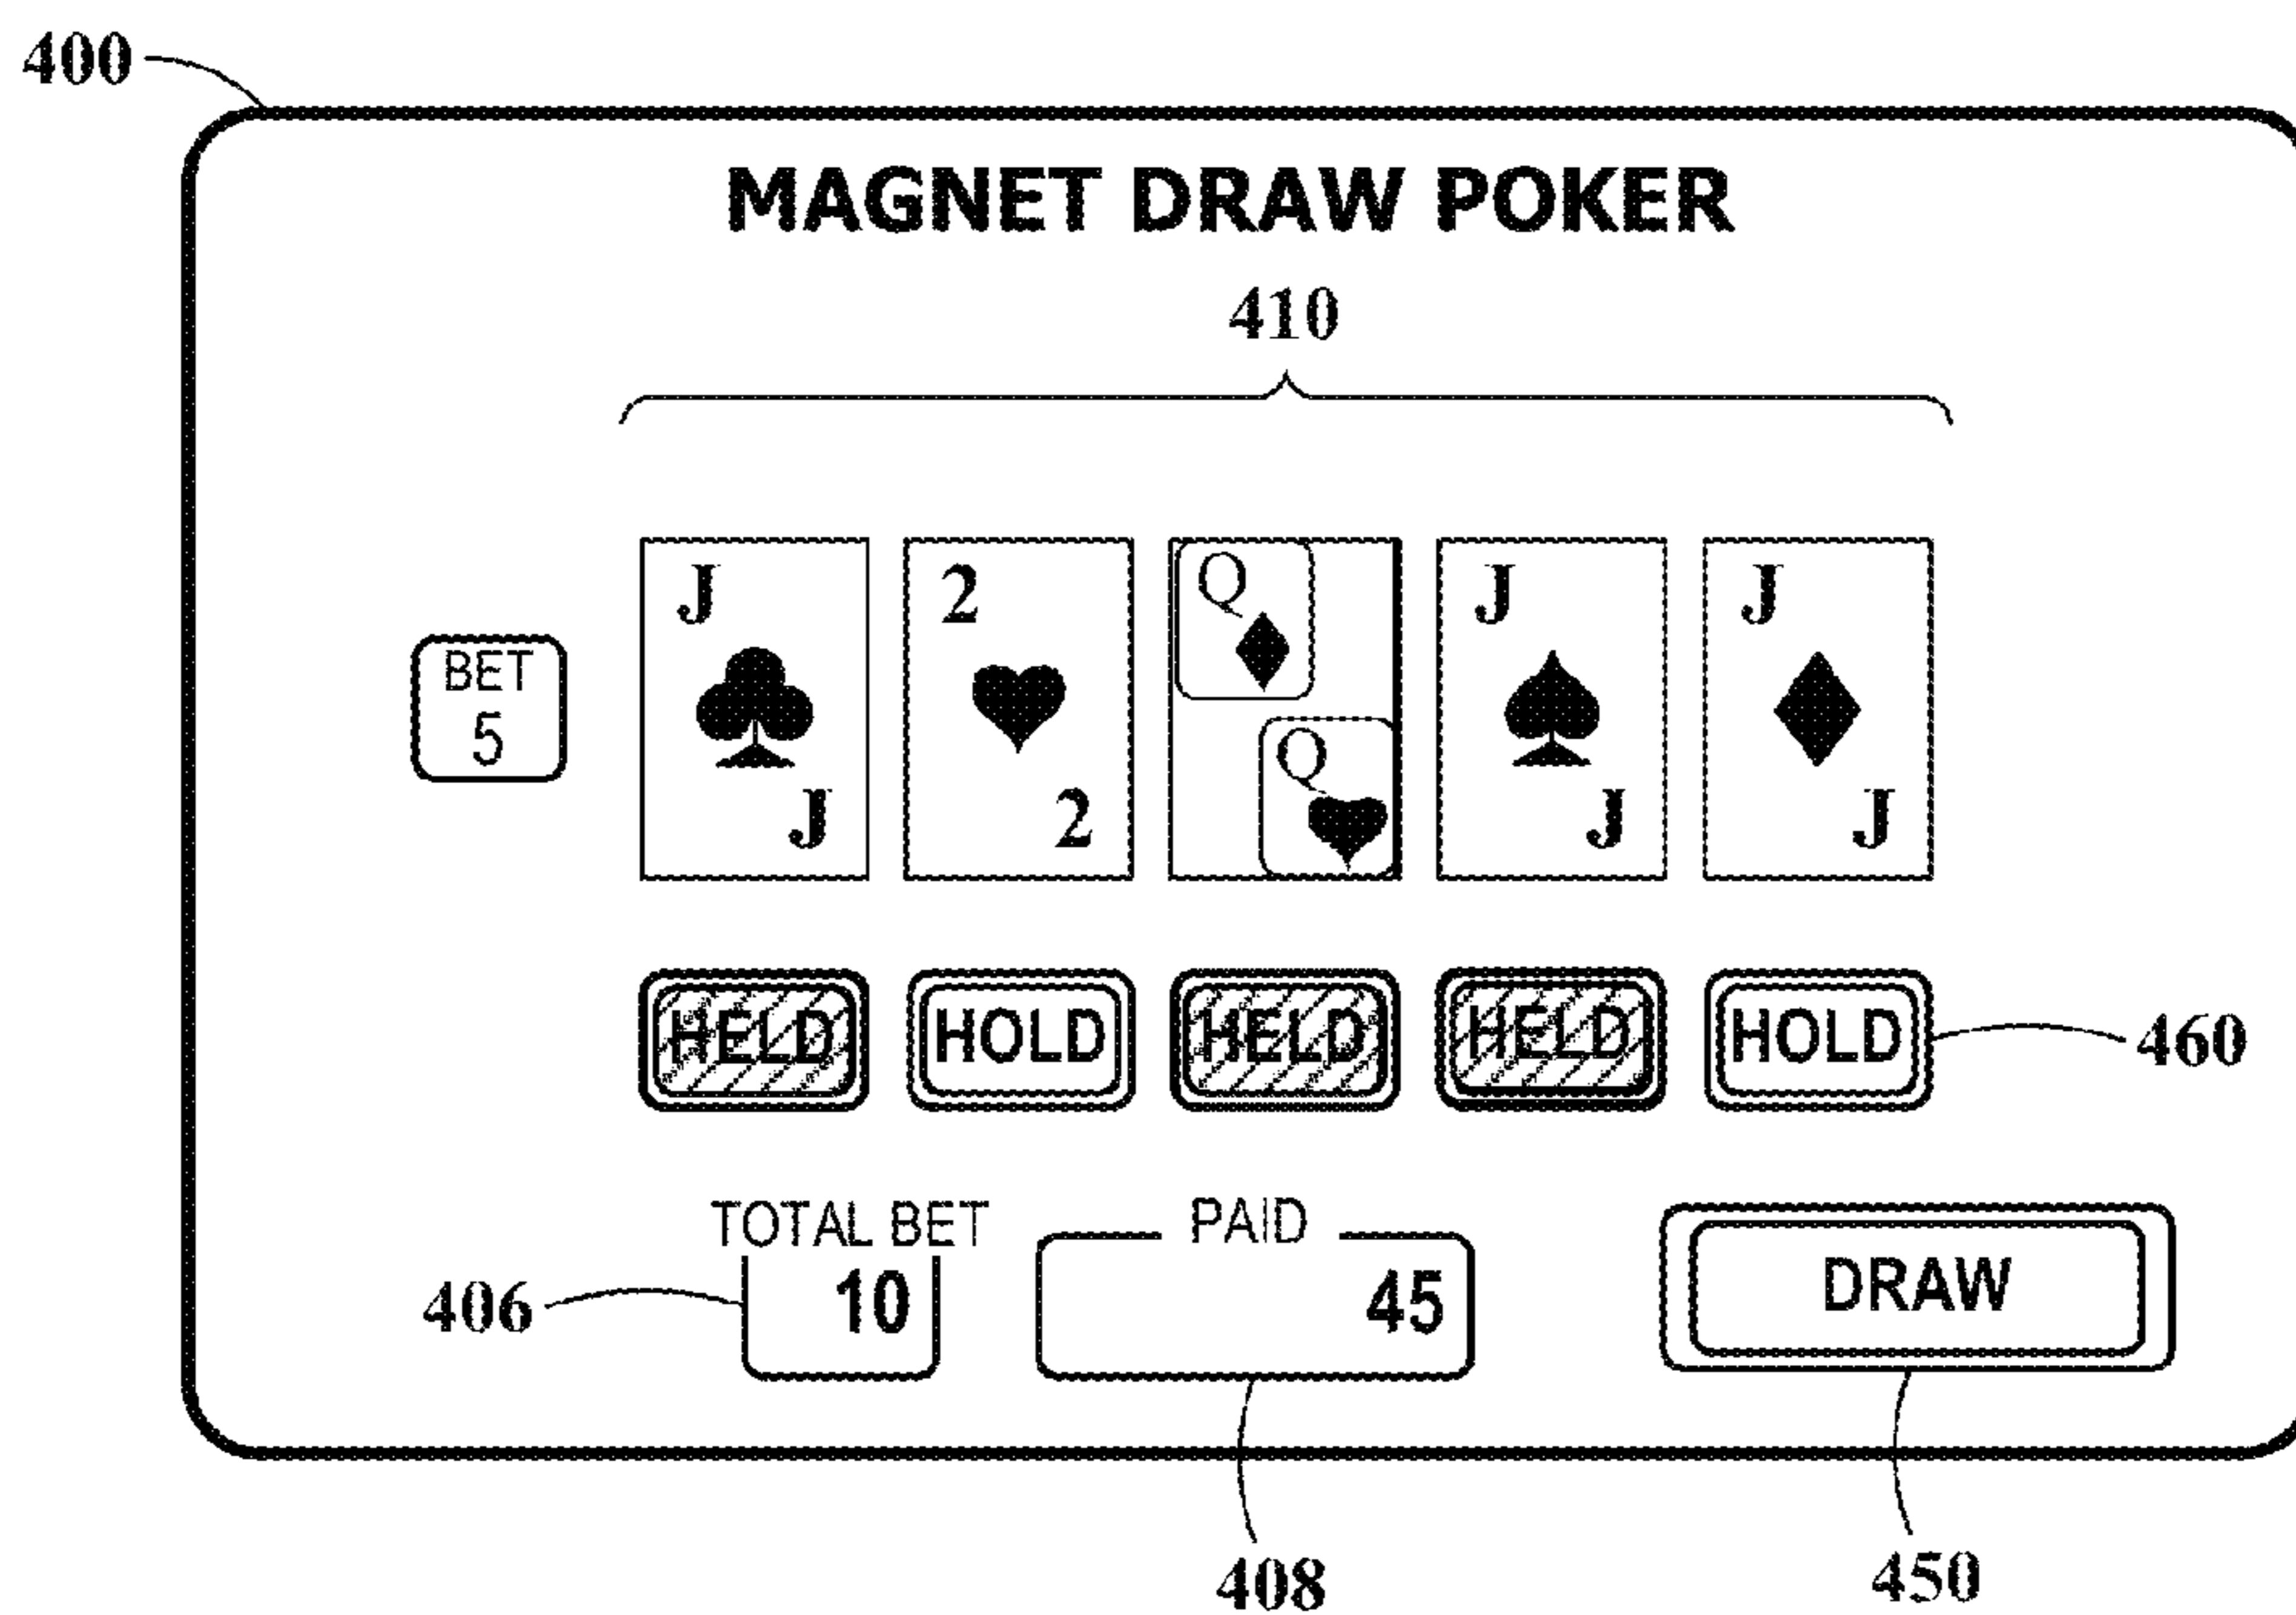 400
MAGNET DRAW POKER
410
J 2 Q J J
Q
BET
5
J 2 J J
HELD HOLD HELD HELD HOLD
460
TOTAL BET PAID
406 10 45 DRAW
408 450